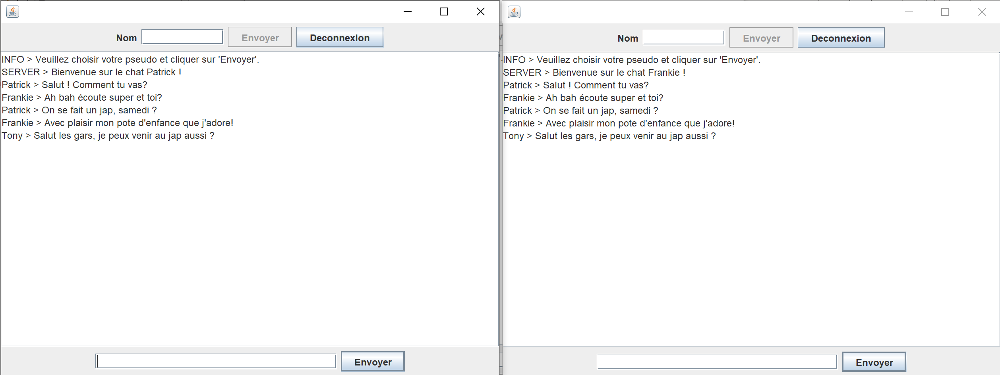 Nom Envoyer Deconnexion
INFO > Veuillez choisir votre pseudo et cliquer sur 'Envoyer'.
SERVER > Bienvenue sur le chat Patrick !
Patrick > Salut ! Comment tu vas?
Frankie > Ah bah écoute super et toi?
Patrick > On se fait un jap, samedi ?
Frankie > Avec plaisir mon pote d'enfance que j'adore!
Tony > Salut les gars, je peux venir au jap aussi ?
Envoyer
Nom Envoyer Deconnexion
INFO > Veuillez choisir votre pseudo et cliquer sur 'Envoyer'.
SERVER > Bienvenue sur le chat Frankie !
Patrick > Salut ! Comment tu vas?
Frankie > Ah bah écoute super et toi?
Patrick > On se fait un jap, samedi ?
Frankie > Avec plaisir mon pote d'enfance que j'adore!
Tony > Salut les gars, je peux venir au jap aussi ?
Envoyer